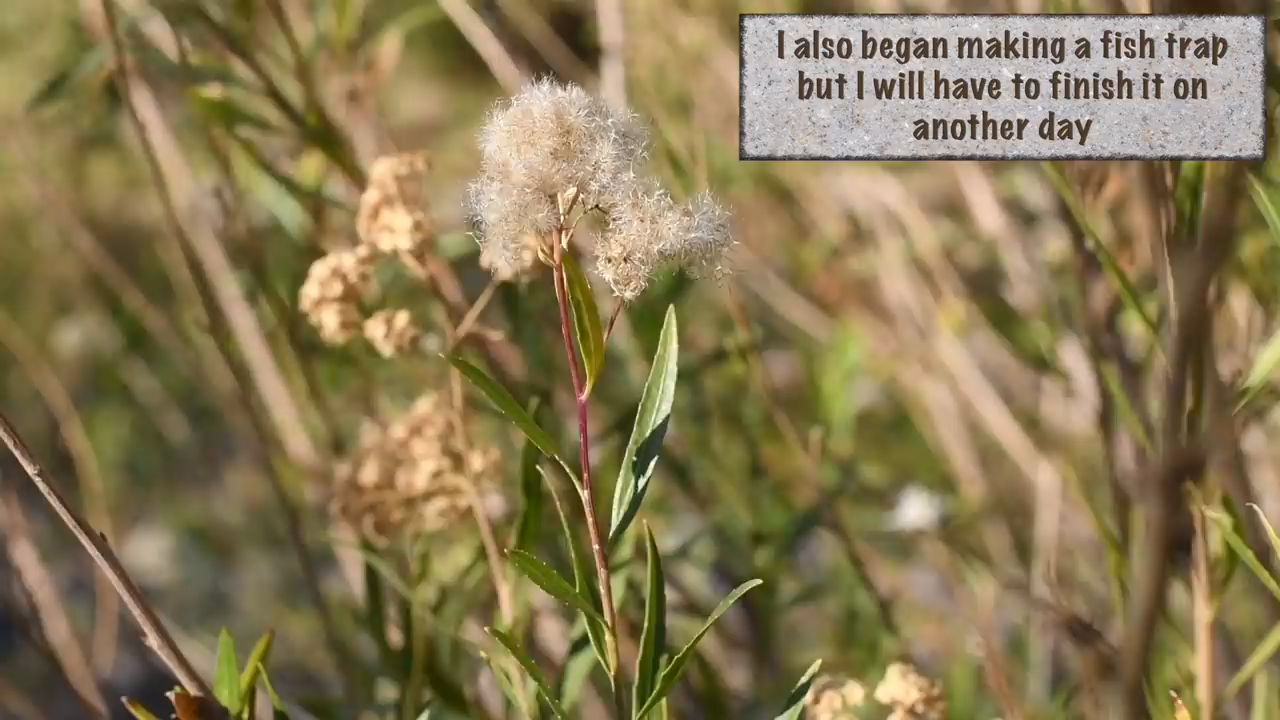 I also began making a fish trap
but I will have to finish it on
another day